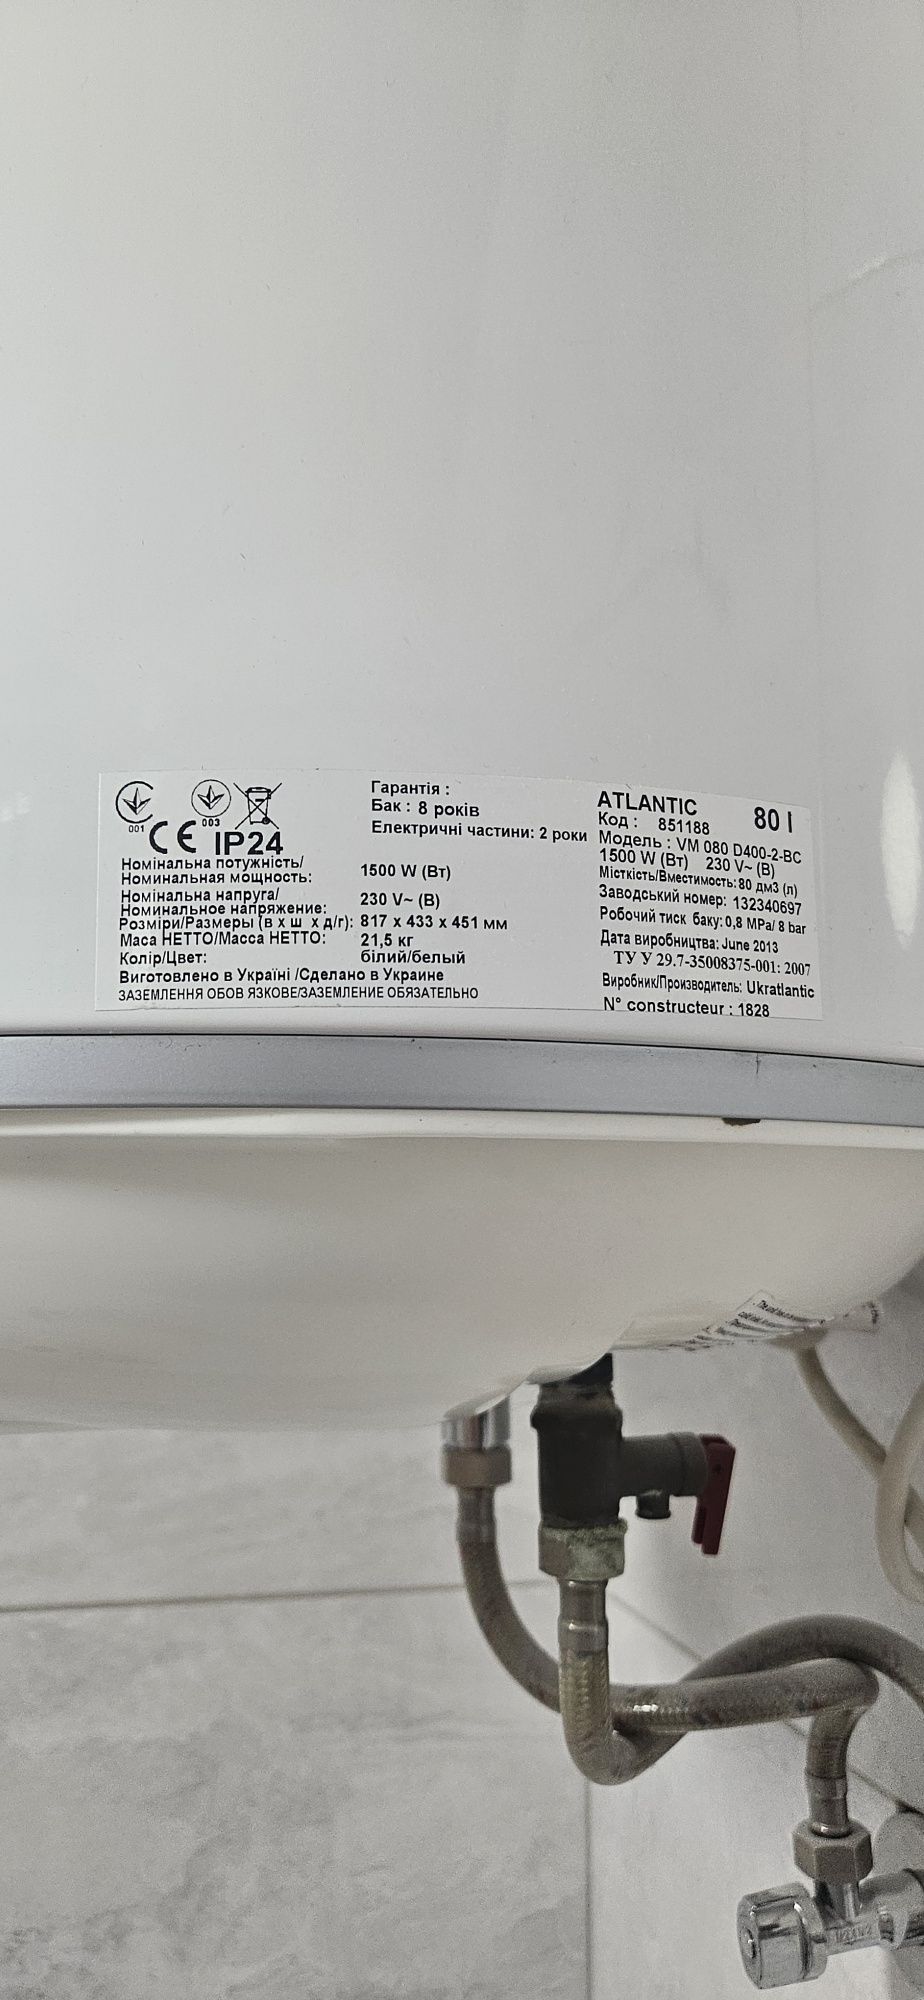 001
003
CE IP24
Гарантія :
Бак : 8 років
Електричні частини: 2 роки
Номінальна потужність/
Номинальная мощность: 1500 W (Вт)
Номінальна напруга/
Номинальное напряжение: 230 V~ (В)
Розміри/Размеры (в х ш х д/г): 817 x 433 x 451 мм
Маса НЕТТО/Масса НЕТТО: 21,5 кг
Колір/Цвет: білий/белый
Виготовлено в Україні /Сделано в Украине
ЗАЗЕМЛЕННЯ ОБОВ ЯЗКОВЕ/ЗАЗЕМЛЕНИЕ ОБЯЗАТЕЛЬНО
ATLANTIC 80 l
Код : 851188
Модель : VM 080 D400-2-BC
1500 W (Вт) 230 V~ (В)
Місткість/Вместимость: 80 дм3 (л)
Заводський номер: 132340697
Робочий тиск баку: 0,8 MPa/ 8 bar
Дата виробництва: June 2013
ТУ У 29.7-35008375-001: 2007
Виробник/Производитель: Ukratlantic
N° constructeur : 1828